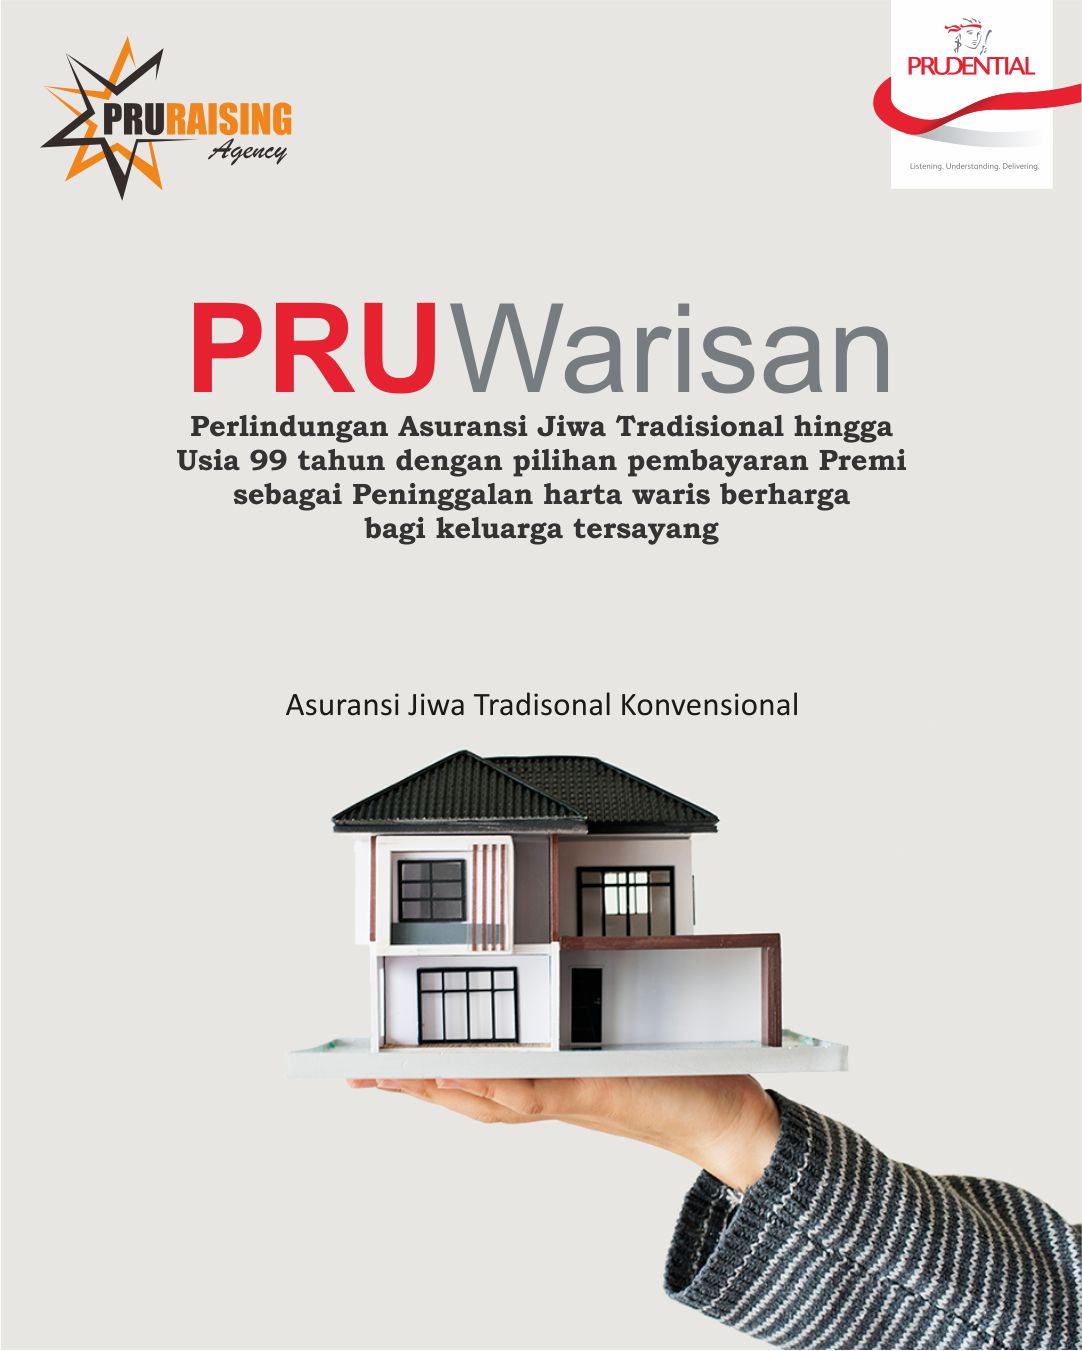 PRURAISING
Agency
PRUDENTIAL
Listening. Understanding. Delivering.
PRUWarisan
Perlindungan Asuransi Jiwa Tradisional hingga
Usia 99 tahun dengan pilihan pembayaran Premi
sebagai Peninggalan harta waris berharga
bagi keluarga tersayang
Asuransi Jiwa Tradisonal Konvensional